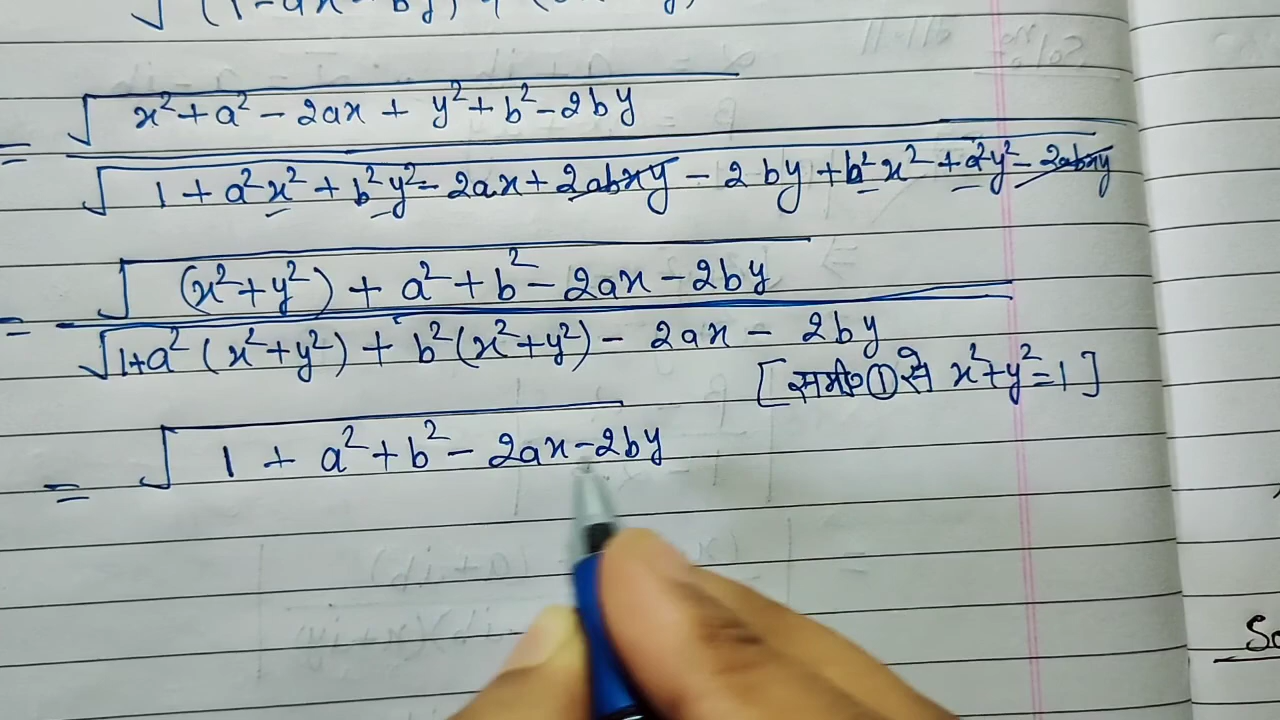 = √(x² + a² - 2ax + y² + b² - 2by)
√(1 + a²x² + b²y² - 2ax + 2abxy - 2by + b²x² + a²y² - 2abxy)
= √((x² + y²) + a² + b² - 2ax - 2by)
√(1 + a²(x² + y²) + b²(x² + y²) - 2ax - 2by)
[समी० ① से x² + y² = 1]
= √(1 + a² + b² - 2ax - 2by)